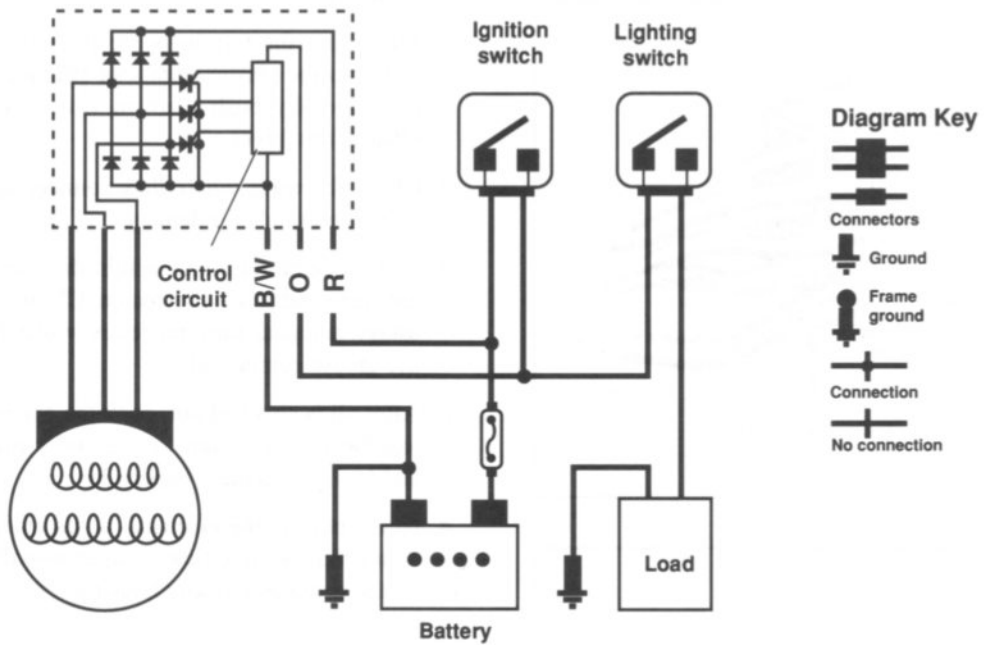 Ignition
switch
Lighting
switch
Diagram Key
Connectors
Ground
Frame
ground
Connection
No connection
Control
circuit
B/W
O
R
Load
Battery